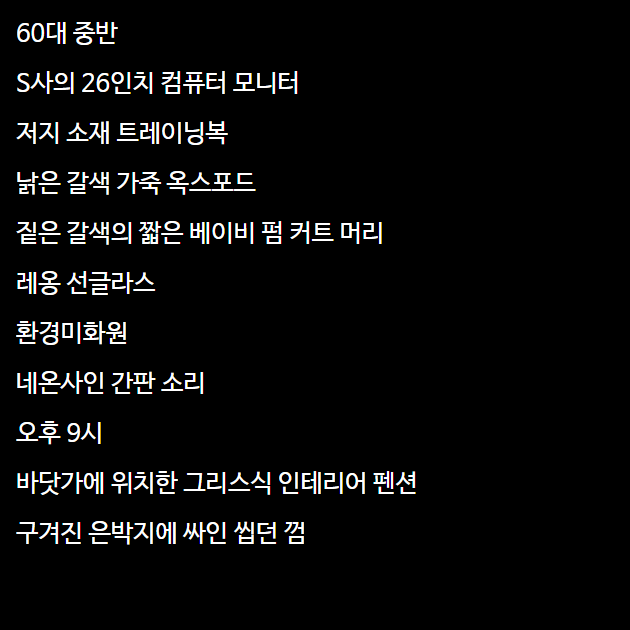 60대 중반
S사의 26인치 컴퓨터 모니터
저지 소재 트레이닝복
낡은 갈색 가죽 옥스포드
짙은 갈색의 짧은 베이비 펌 커트 머리
레옹 선글라스
환경미화원
네온사인 간판 소리
오후 9시
바닷가에 위치한 그리스식 인테리어 펜션
구겨진 은박지에 싸인 씹던 껌